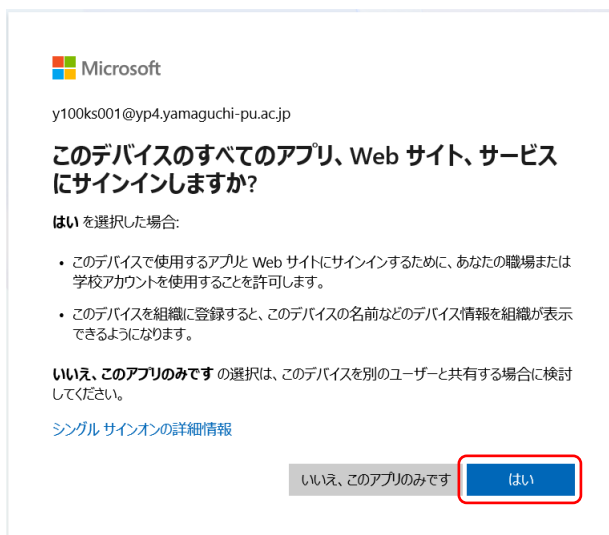 Microsoft
y100ks001@yp4.yamaguchi-pu.ac.jp
このデバイスのすべてのアプリ、Web サイト、サービス
にサインインしますか?
はい を選択した場合:
• このデバイスで使用するアプリと Web サイトにサインインするために、あなたの職場または
学校アカウントを使用することを許可します。
• このデバイスを組織に登録すると、このデバイスの名前などのデバイス情報を組織が表示
できるようになります。
いいえ、このアプリのみです の選択は、このデバイスを別のユーザーと共有する場合に検討
してください。
シングル サインオンの詳細情報
いいえ、このアプリのみです
はい